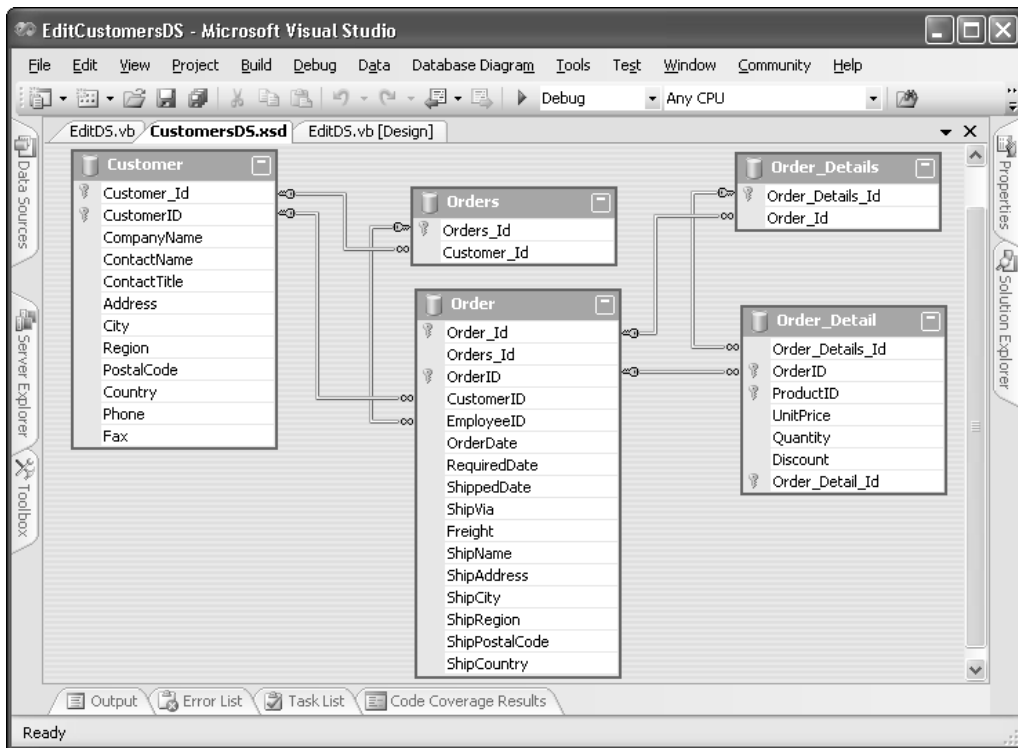 EditCustomersDS - Microsoft Visual Studio
File Edit View Project Build Debug Data Database Diagram Tools Test Window Community Help
Debug Any CPU
EditDS.vb CustomersDS.xsd EditDS.vb [Design]
Data Sources
Server Explorer
Toolbox
Customer
Customer_Id
CustomerID
CompanyName
ContactName
ContactTitle
Address
City
Region
PostalCode
Country
Phone
Fax
Orders
Orders_Id
Customer_Id
Order
Order_Id
Orders_Id
OrderID
CustomerID
EmployeeID
OrderDate
RequiredDate
ShippedDate
ShipVia
Freight
ShipName
ShipAddress
ShipCity
ShipRegion
ShipPostalCode
ShipCountry
Order_Details
Order_Details_Id
Order_Id
Order_Detail
Order_Details_Id
OrderID
ProductID
UnitPrice
Quantity
Discount
Order_Detail_Id
Properties
Solution Explorer
Output Error List Task List Code Coverage Results
Ready